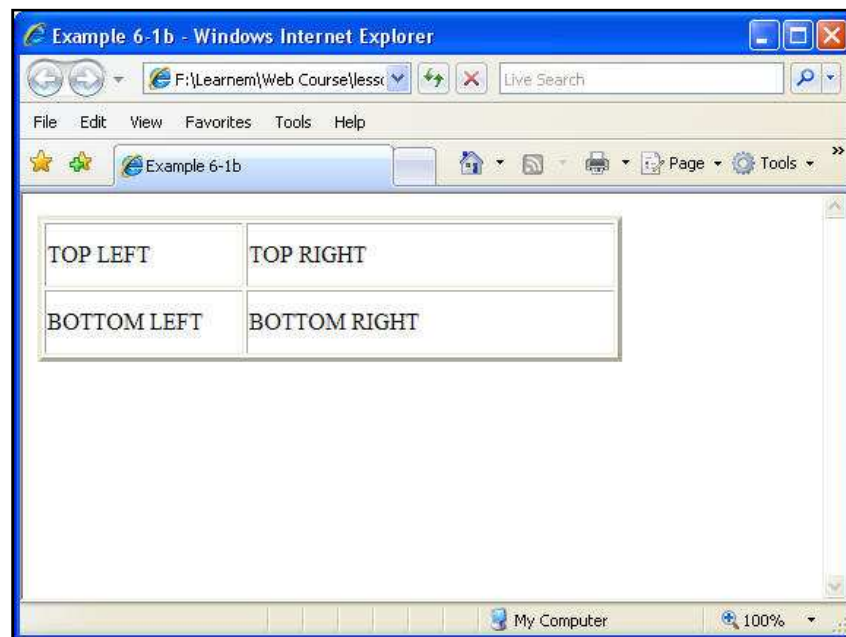 Example 6-1b - Windows Internet Explorer
F:\Learnem\Web Course\less
Live Search
File Edit View Favorites Tools Help
Example 6-1b
Page Tools »
TOP LEFT TOP RIGHT
BOTTOM LEFT BOTTOM RIGHT
My Computer 100%